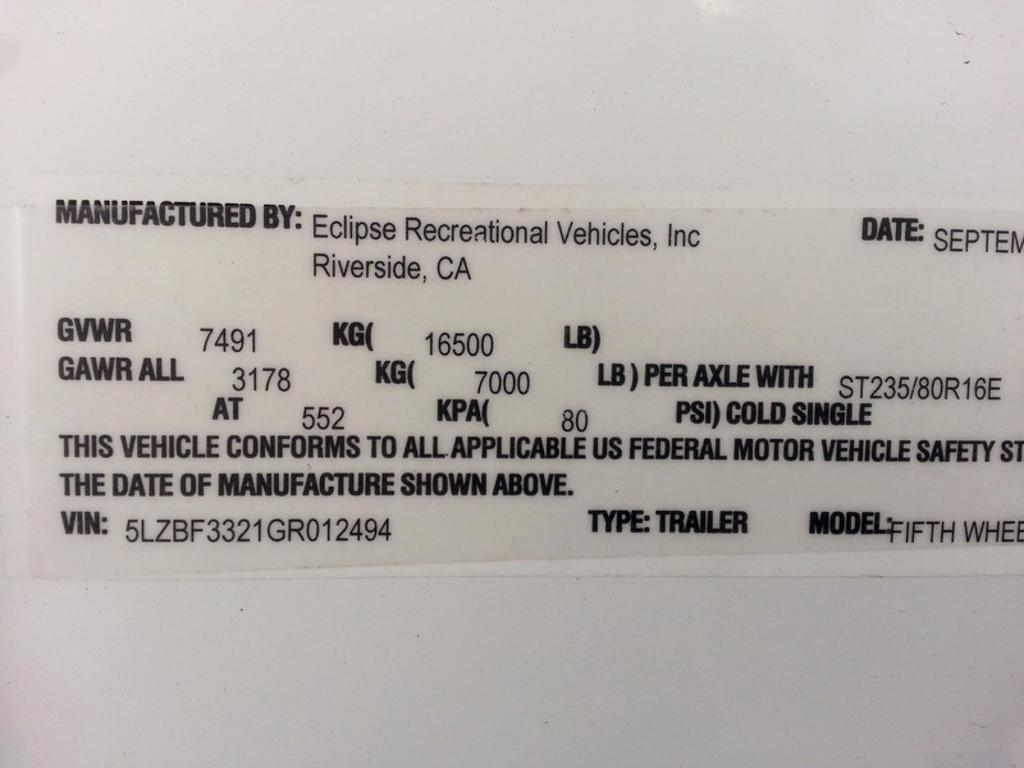 MANUFACTURED BY: Eclipse Recreational Vehicles, Inc DATE: SEPTEM
Riverside, CA
GVWR 7491 KG( 16500 LB)
GAWR ALL 3178 KG( 7000 LB ) PER AXLE WITH ST235/80R16E
AT 552 KPA( 80 PSI) COLD SINGLE
THIS VEHICLE CONFORMS TO ALL APPLICABLE US FEDERAL MOTOR VEHICLE SAFETY ST
THE DATE OF MANUFACTURE SHOWN ABOVE.
VIN: 5LZBF3321GR012494 TYPE: TRAILER MODEL: FIFTH WHEE